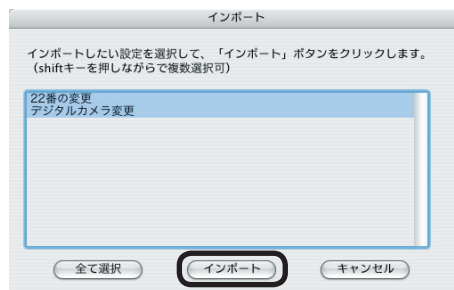 インポート
インポートしたい設定を選択して、「インポート」ボタンをクリックします。
（shiftキーを押しながらで複数選択可）
22番の変更
デジタルカメラ変更
全て選択
インポート
キャンセル